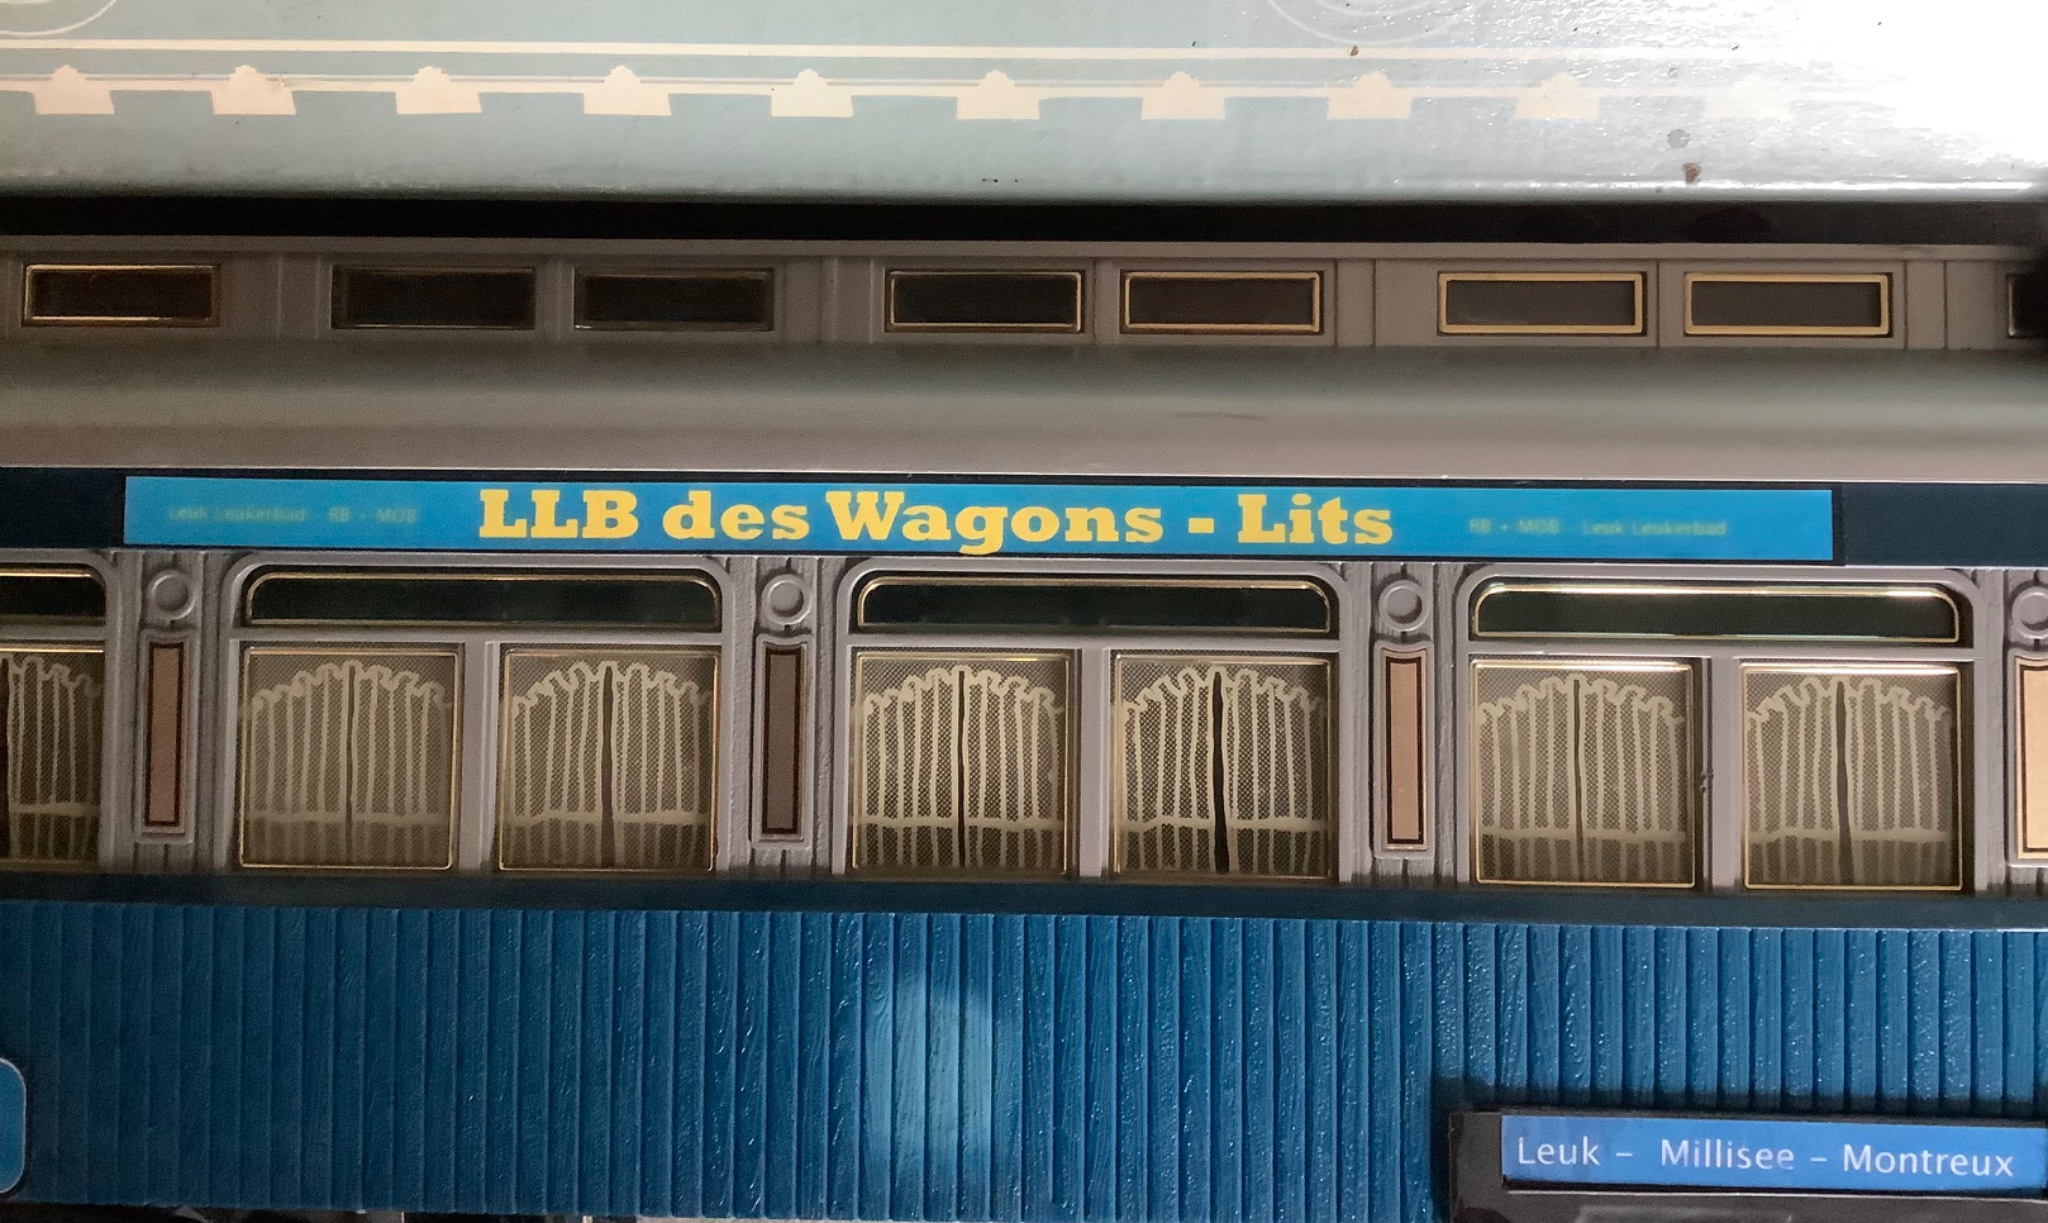 Leuk Leukerbad - RB + MOB
LLB des Wagons - Lits
RB + MOB - Leuk Leukerbad
Leuk - Millisee - Montreux